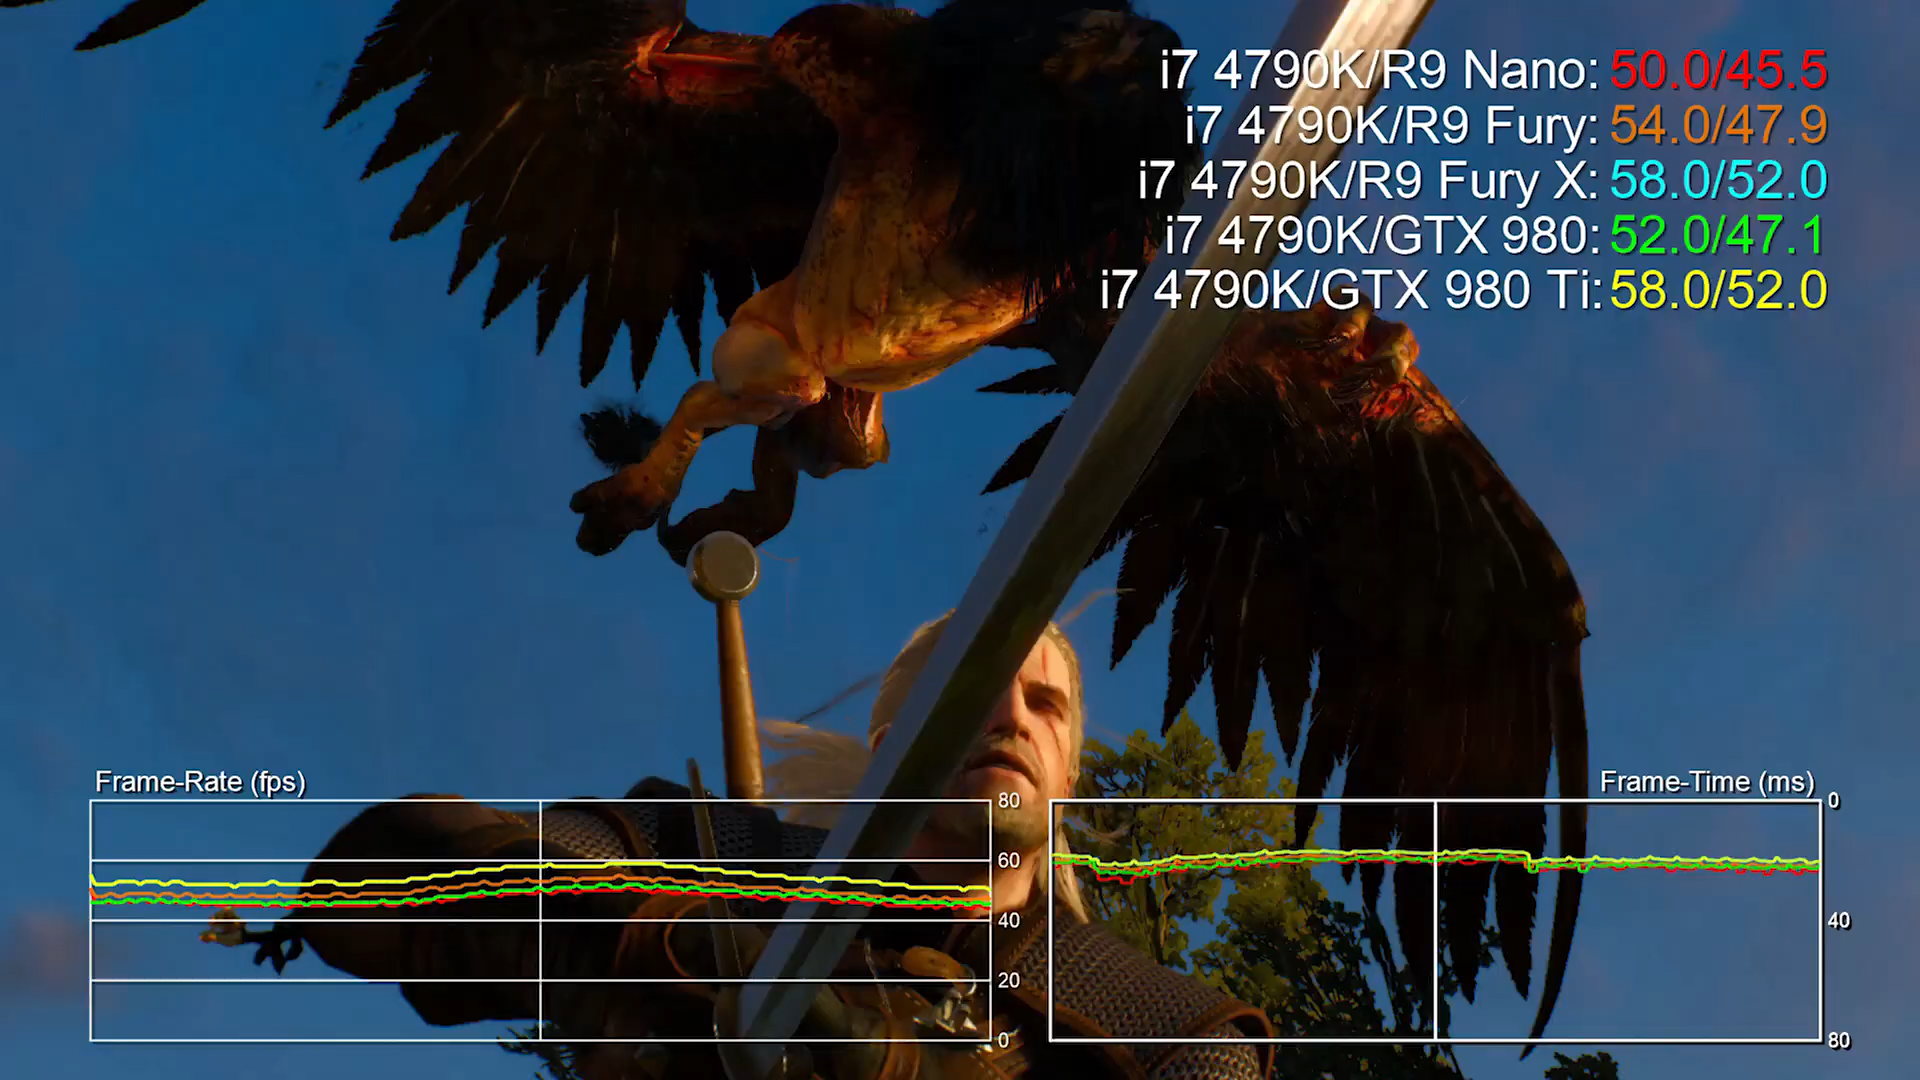 i7 4790K/R9 Nano: 50.0/45.5
i7 4790K/R9 Fury: 54.0/47.9
i7 4790K/R9 Fury X: 58.0/52.0
i7 4790K/GTX 980: 52.0/47.1
i7 4790K/GTX 980 Ti: 58.0/52.0
Frame-Rate (fps)
80
60
40
20
0
Frame-Time (ms)
0
40
80